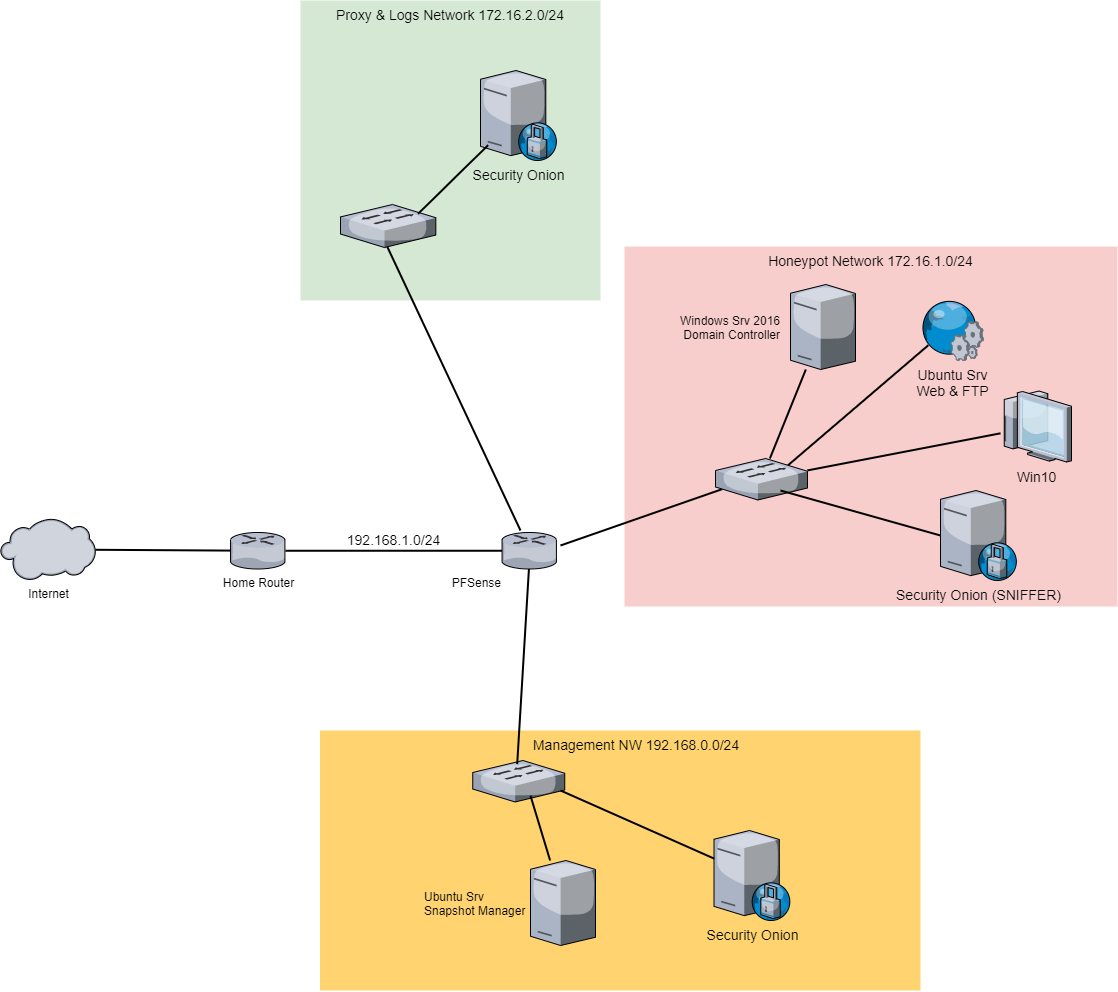 Proxy & Logs Network 172.16.2.0/24
Security Onion
Honeypot Network 172.16.1.0/24
Windows Srv 2016
Domain Controller
Ubuntu Srv
Web & FTP
Win10
Security Onion (SNIFFER)
192.168.1.0/24
Internet
Home Router
PFSense
Management NW 192.168.0.0/24
Ubuntu Srv
Snapshot Manager
Security Onion